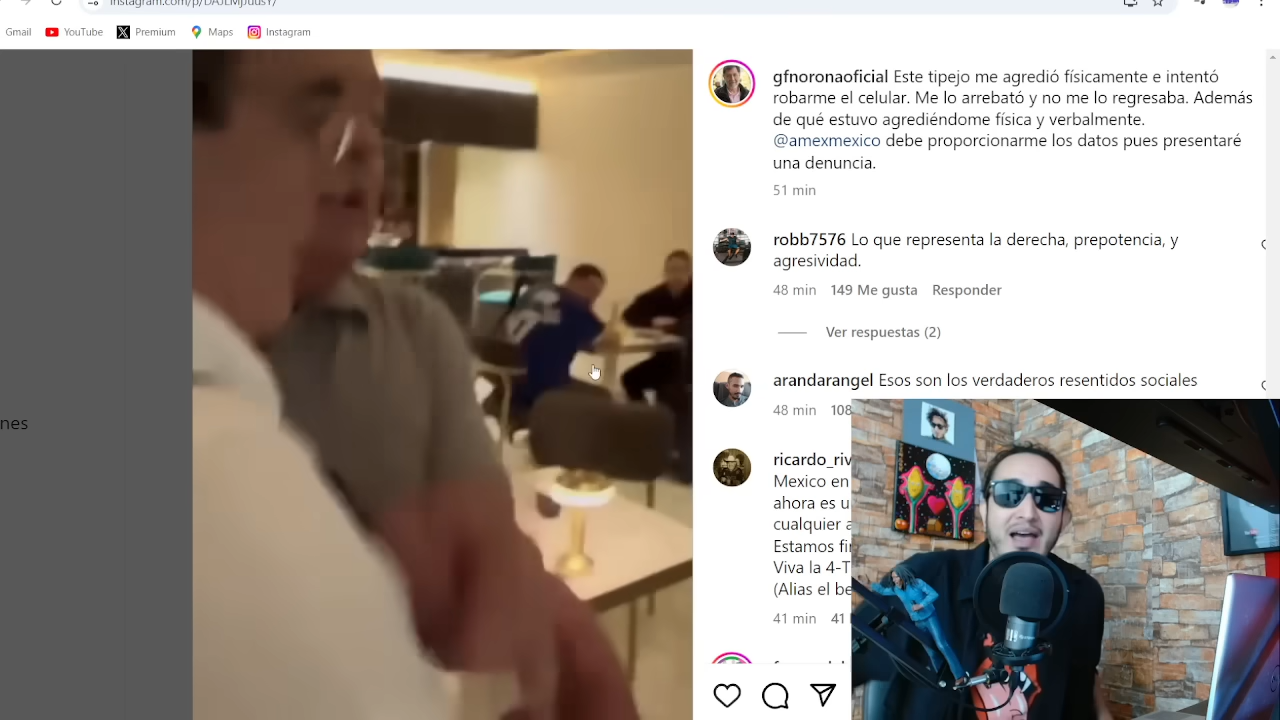 Gmail YouTube Premium Maps Instagram
gfnoronaoficial Este tipejo me agredió físicamente e intentó
robarme el celular. Me lo arrebató y no me lo regresaba. Además
de qué estuvo agrediéndome física y verbalmente.
@amexmexico debe proporcionarme los datos pues presentaré
una denuncia.
51 min
robb7576 Lo que representa la derecha, prepotencia, y
agresividad.
48 min 149 Me gusta Responder
Ver respuestas (2)
arandarangel Esos son los verdaderos resentidos sociales
48 min 108
nes
ricardo_riv
Mexico en
ahora es u
cualquier a
Estamos fi
Viva la 4-T
(Alias el be
41 min 41